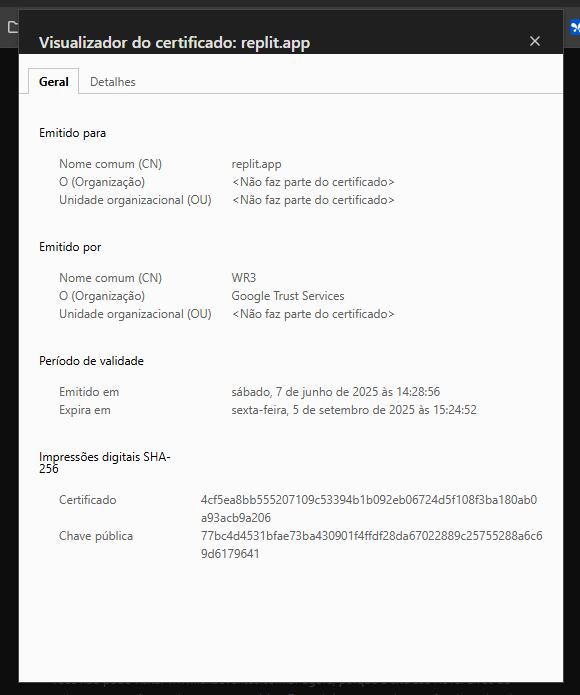 Visualizador do certificado: replit.app
Geral Detalhes
Emitido para
Nome comum (CN) replit.app
O (Organização) <Não faz parte do certificado>
Unidade organizacional (OU) <Não faz parte do certificado>
Emitido por
Nome comum (CN) WR3
O (Organização) Google Trust Services
Unidade organizacional (OU) <Não faz parte do certificado>
Período de validade
Emitido em sábado, 7 de junho de 2025 às 14:28:56
Expira em sexta-feira, 5 de setembro de 2025 às 15:24:52
Impressões digitais SHA-
256
Certificado 4cf5ea8bb555207109c53394b1b092eb06724d5f108f3ba180ab0
a93acb9a206
Chave pública 77bc4d4531bfae73ba430901f4ffdf28da67022889c25755288a6c6
9d6179641